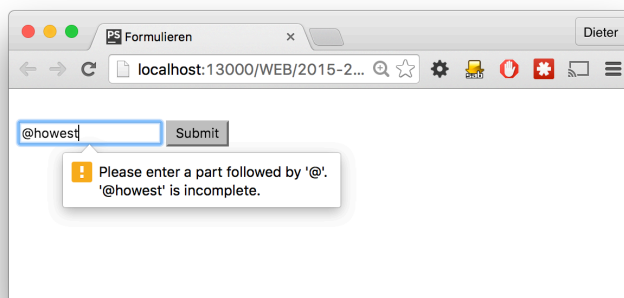 PS Formulieren
Dieter
localhost:13000/WEB/2015-2...
@howest Submit
Please enter a part followed by '@'.
'@howest' is incomplete.